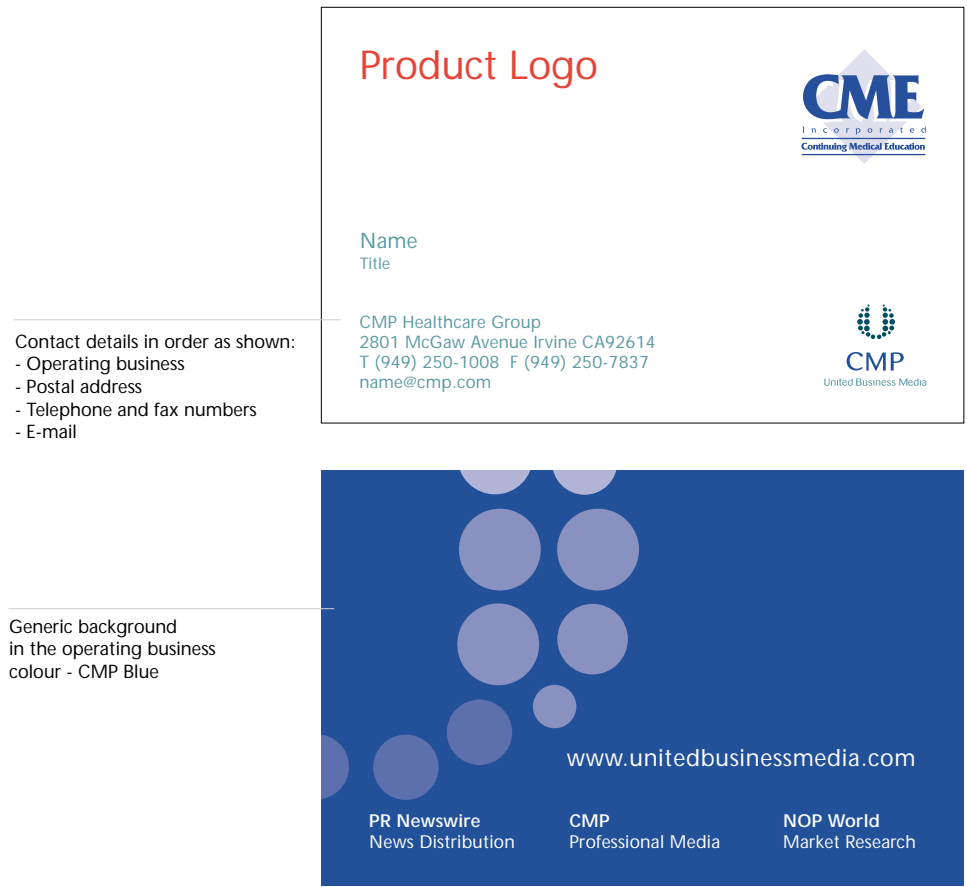 Product Logo
CME
Incorporated
Continuing Medical Education
Name
Title
CMP Healthcare Group
2801 McGaw Avenue Irvine CA92614
T (949) 250-1008 F (949) 250-7837
name@cmp.com
CMP
United Business Media
Contact details in order as shown:
- Operating business
- Postal address
- Telephone and fax numbers
- E-mail
Generic background
in the operating business
colour - CMP Blue
www.unitedbusinessmedia.com
PR Newswire
News Distribution
CMP
Professional Media
NOP World
Market Research